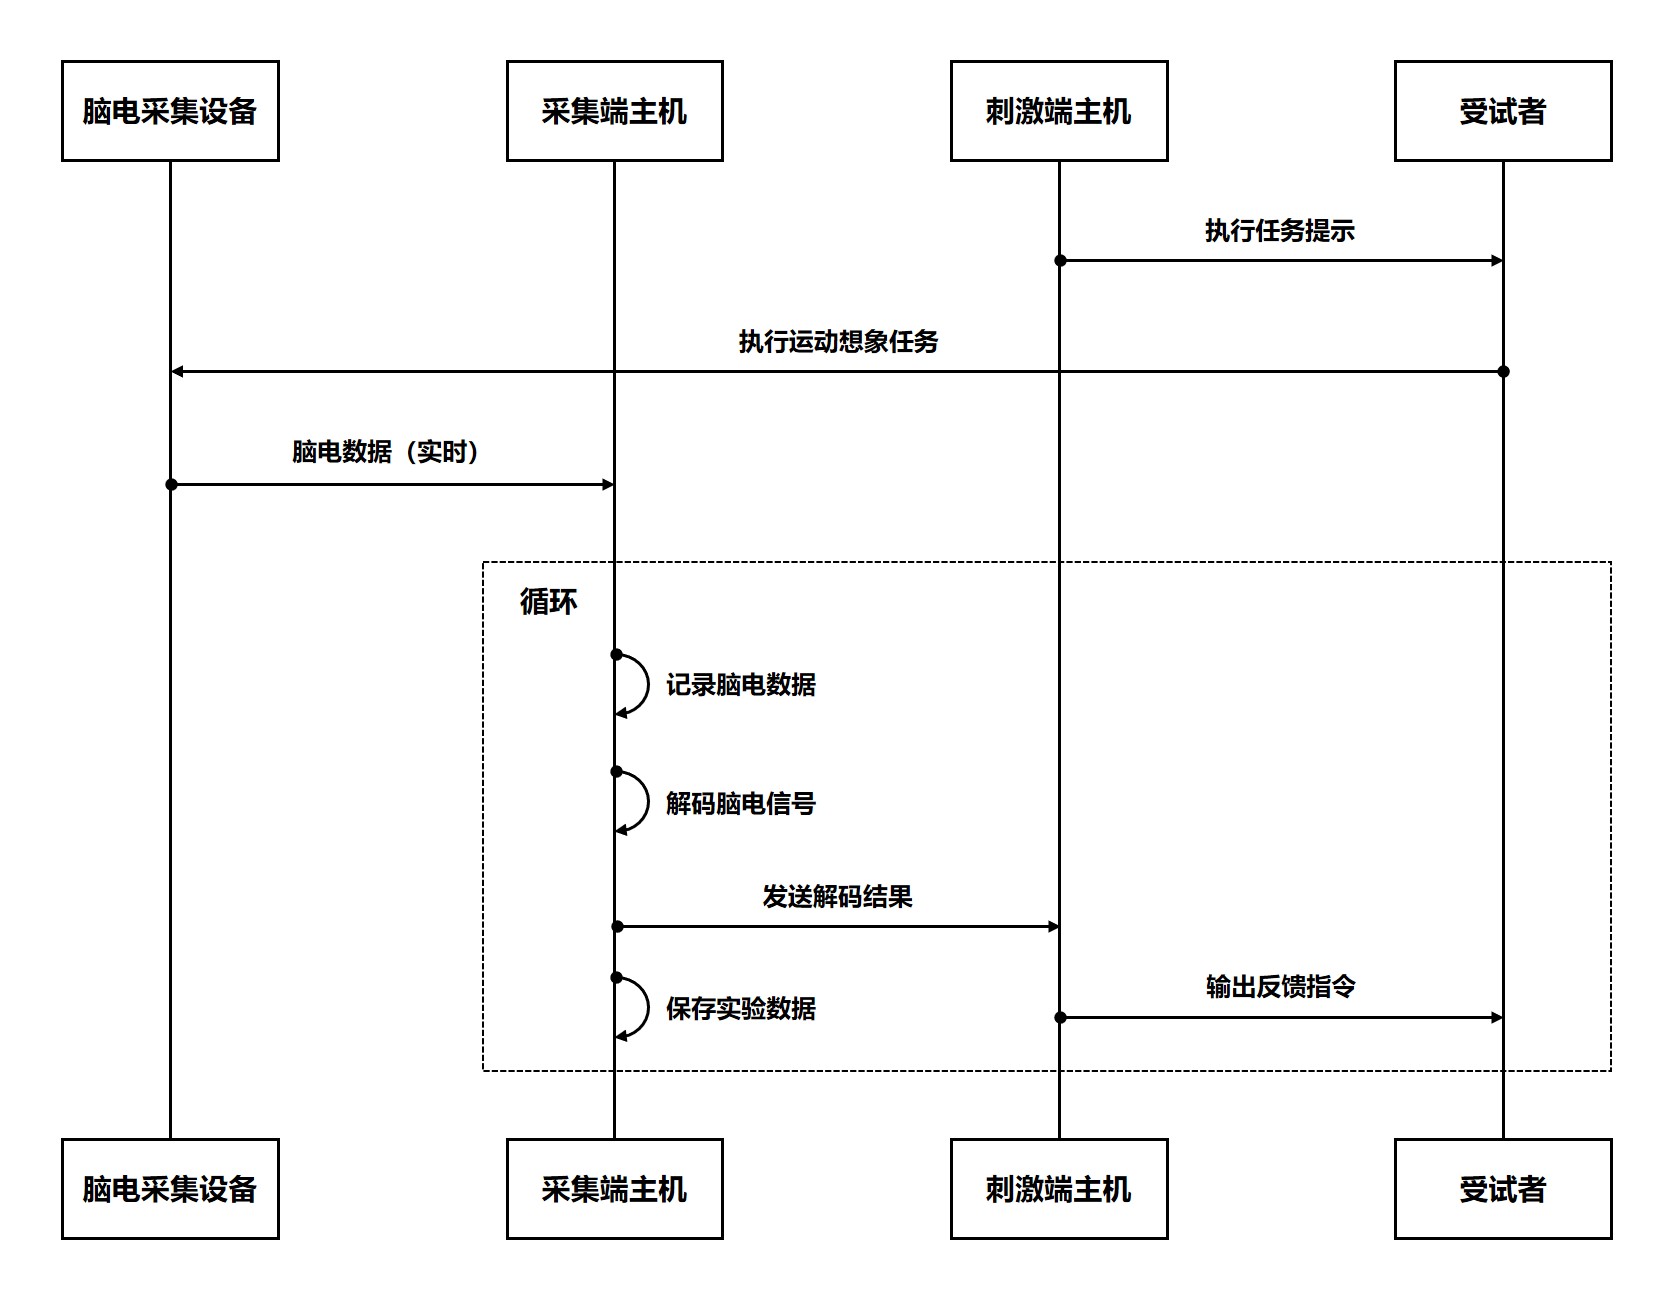 脑电采集设备
采集端主机
刺激端主机
受试者
执行任务提示
执行运动想象任务
脑电数据（实时）
循环
记录脑电数据
解码脑电信号
发送解码结果
输出反馈指令
保存实验数据
脑电采集设备
采集端主机
刺激端主机
受试者